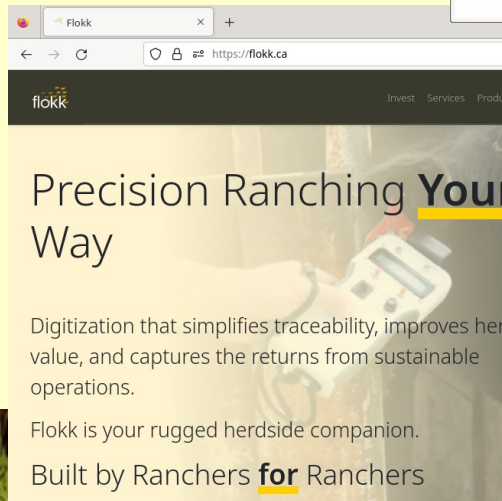 Flokk
https://flokk.ca
flokk
Invest Services Produ
Precision Ranching Your
Way
Digitization that simplifies traceability, improves her
value, and captures the returns from sustainable
operations.
Flokk is your rugged herdside companion.
Built by Ranchers for Ranchers